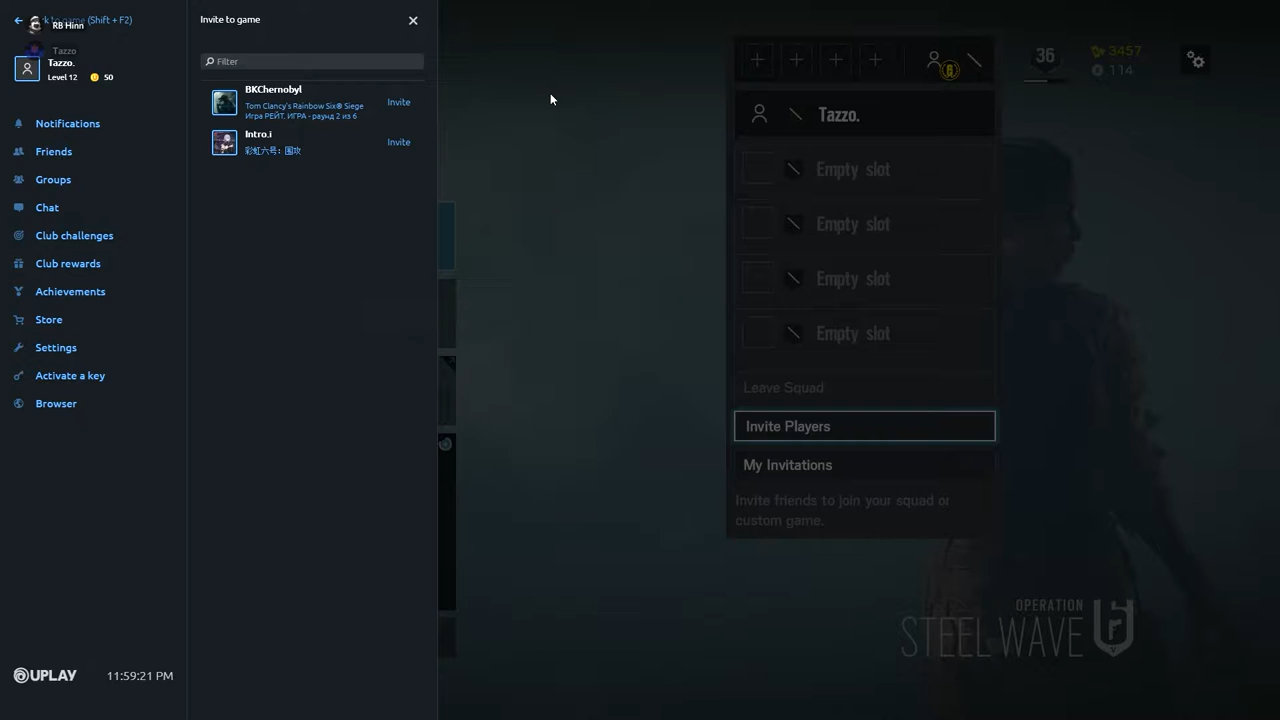 k to game (Shift + F2)
RB Hinn
Tazzo
Tazzo.
Level 12
50
Notifications
Friends
Groups
Chat
Club challenges
Club rewards
Achievements
Store
Settings
Activate a key
Browser
UPLAY
11:59:21 PM
Invite to game
Filter
BKChernobyl
Tom Clancy's Rainbow Six® Siege
Игра РЕЙТ. ИГРА - раунд 2 из 6
Invite
Intro.i
彩虹六号：围攻
Invite
36
3457
114
Tazzo.
Empty slot
Empty slot
Empty slot
Empty slot
Leave Squad
Invite Players
My Invitations
Invite friends to join your squad or
custom game.
OPERATION
STEEL WAVE